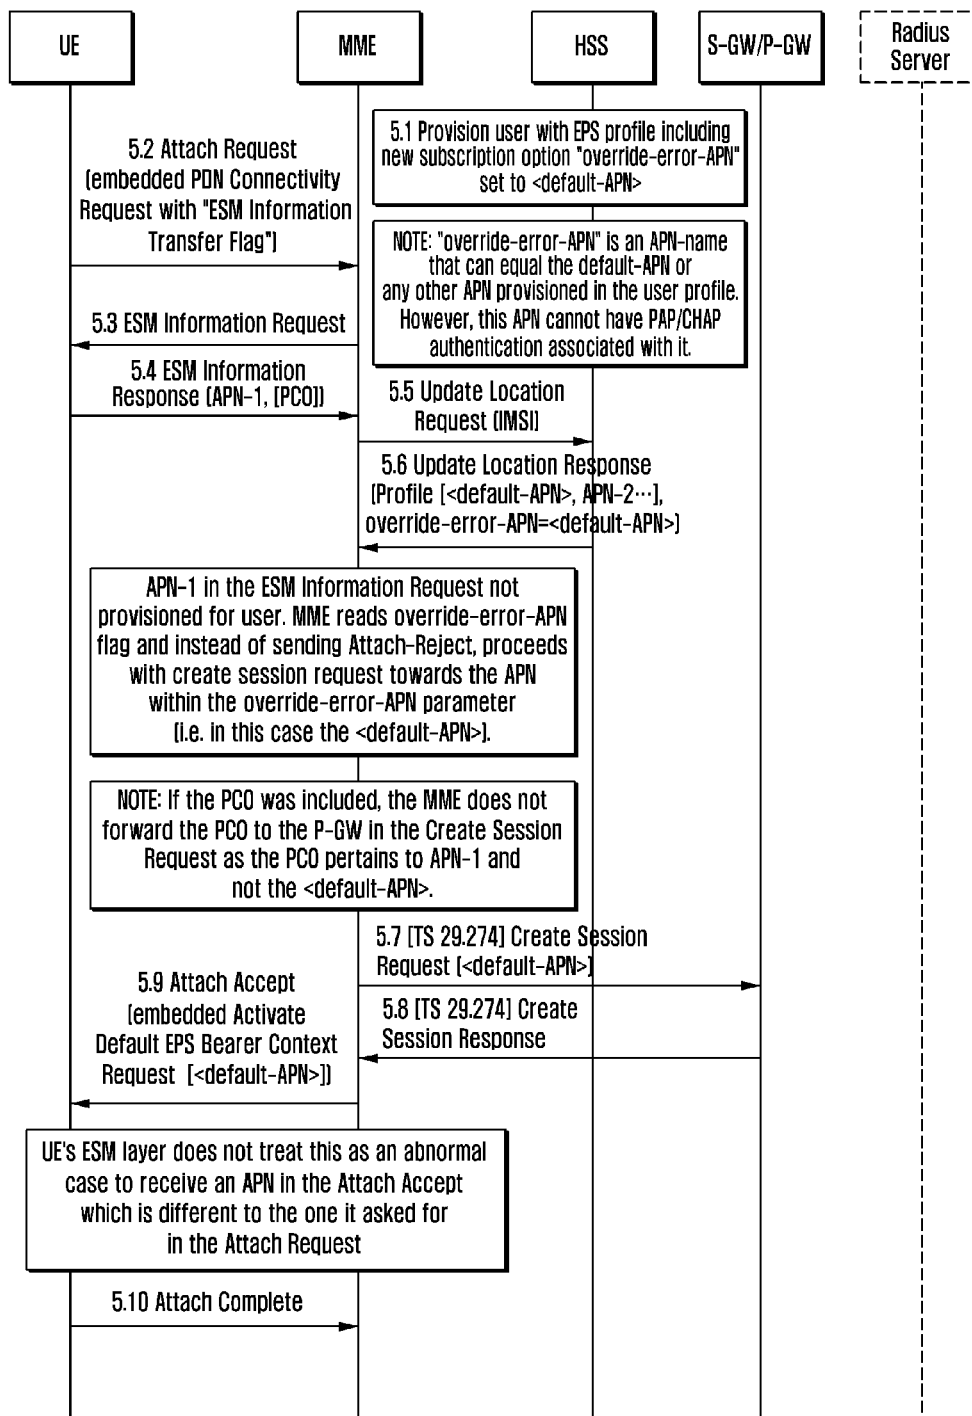 UE
MME
HSS
S-GW/P-GW
Radius
Server
5.1 Provision user with EPS profile including
new subscription option "override-error-APN"
set to <default-APN>
5.2 Attach Request
(embedded PDN Connectivity
Request with "ESM Information
Transfer Flag")
NOTE: "override-error-APN" is an APN-name
that can equal the default-APN or
any other APN provisioned in the user profile.
However, this APN cannot have PAP/CHAP
authentication associated with it.
5.3 ESM Information Request
5.4 ESM Information
Response (APN-1, [PCO])
5.5 Update Location
Request (IMSI)
5.6 Update Location Response
(Profile [<default-APN>, APN-2…],
override-error-APN=<default-APN>)
APN-1 in the ESM Information Request not
provisioned for user. MME reads override-error-APN
flag and instead of sending Attach-Reject, proceeds
with create session request towards the APN
within the override-error-APN parameter
(i.e. in this case the <default-APN>).
NOTE: If the PCO was included, the MME does not
forward the PCO to the P-GW in the Create Session
Request as the PCO pertains to APN-1 and
not the <default-APN>.
5.7 [TS 29.274] Create Session
Request (<default-APN>)
5.8 [TS 29.274] Create
Session Response
5.9 Attach Accept
(embedded Activate
Default EPS Bearer Context
Request [<default-APN>])
UE's ESM layer does not treat this as an abnormal
case to receive an APN in the Attach Accept
which is different to the one it asked for
in the Attach Request
5.10 Attach Complete